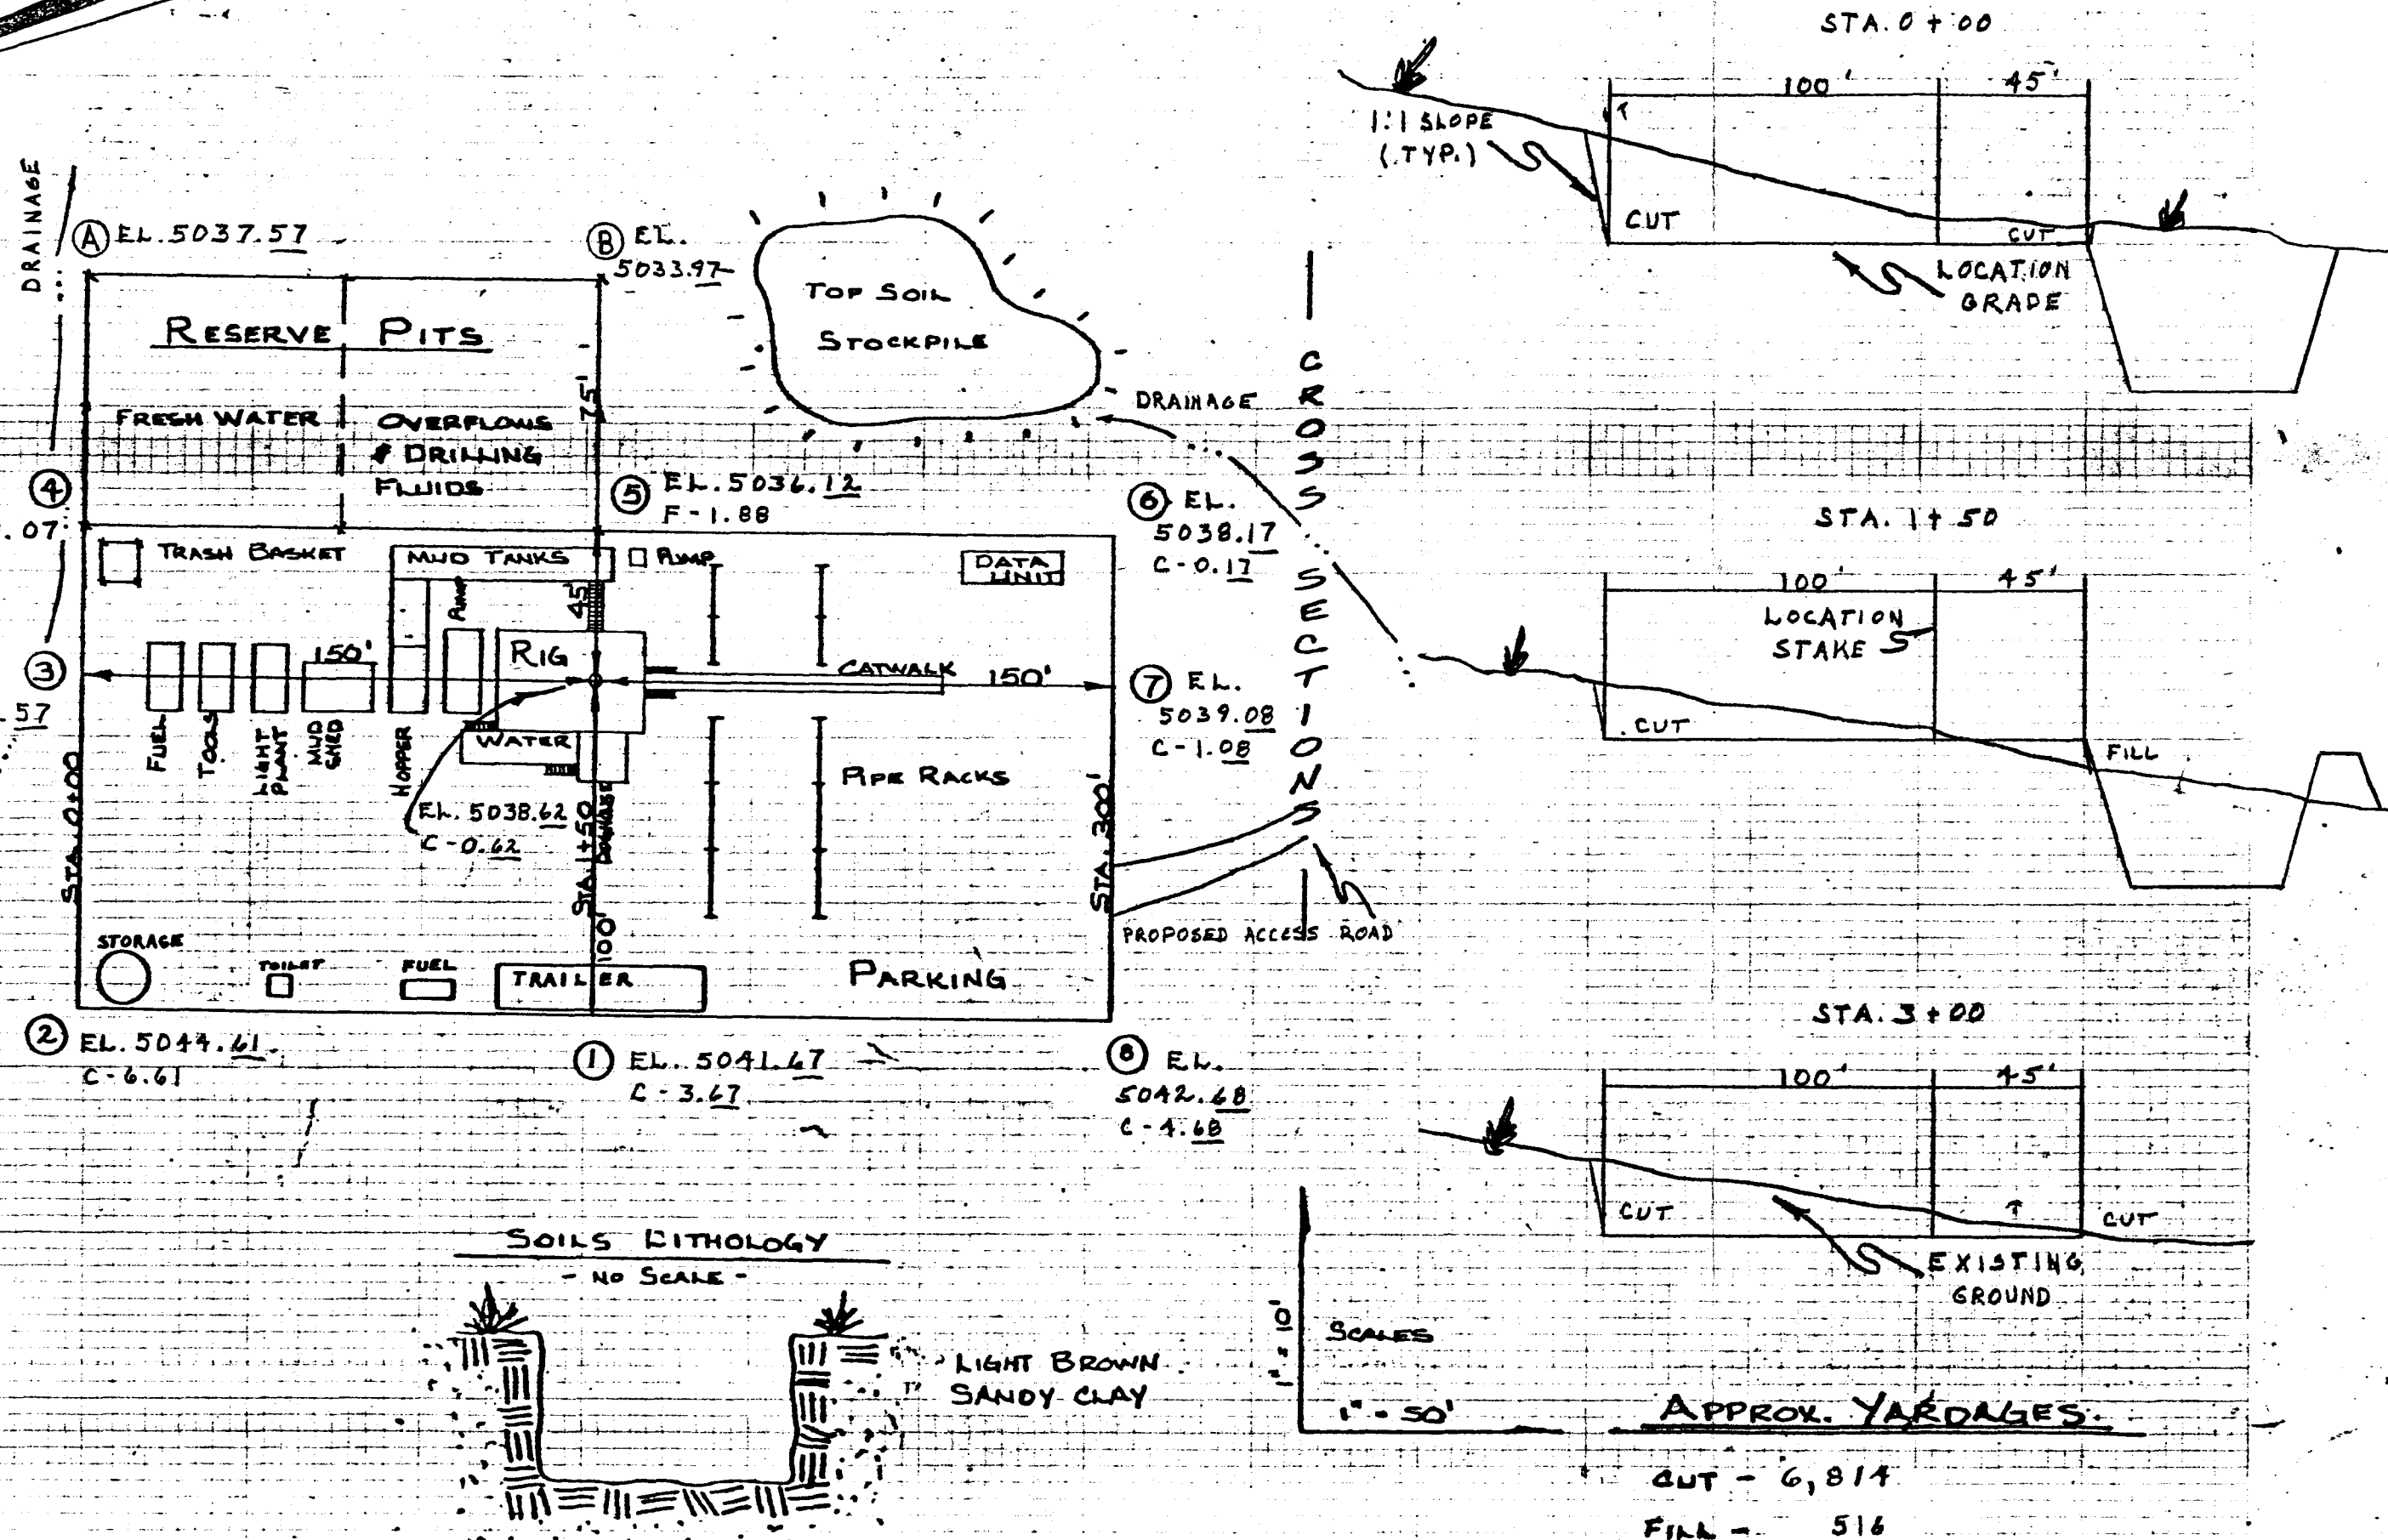 DRAINAGE
A EL. 5037.57
B EL.
5033.97
RESERVE PITS
FRESH WATER
OVERFLOWS
& DRILLING
FLUIDS
75'
TOP SOIL
STOCKPILE
DRAINAGE
4
.07
5 EL. 5036.12
F-1.88
6 EL.
5038.17
C-0.17
TRASH BASKET
MUD TANKS
PUMP
PUMP
DATA
UNIT
45'
3
.57
150'
RIG
CATWALK
150'
7 EL.
5039.08
C-1.08
FUEL
TOOLS
LIGHT
PLANT
MUD
SHED
HOPPER
WATER
DOGHOUSE
PIPE RACKS
EL. 5038.62
C-0.62
STA. 0+00
STA. 1+50
100'
STA. 300'
PROPOSED ACCESS ROAD
STORAGE
TOILET
FUEL
TRAILER
PARKING
2 EL. 5044.61
C-6.61
1 EL. 5041.67
C-3.67
8 EL.
5042.68
C-4.68
SOILS LITHOLOGY
- NO SCALE -
LIGHT BROWN
SANDY CLAY
CROSS SECTIONS
STA. 0+00
100'
45'
1:1 SLOPE
(TYP.)
CUT
CUT
LOCATION
GRADE
STA. 1+50
100'
45'
LOCATION
STAKE
CUT
FILL
STA. 3+00
100'
45'
CUT
CUT
EXISTING
GROUND
1" = 10'
SCALES
1" = 50'
APPROX. YARDAGES
CUT - 6,814
FILL - 516